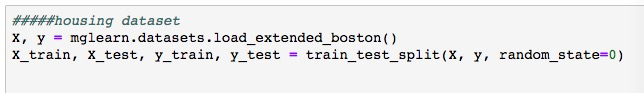 #####housing dataset
X, y = mglearn.datasets.load_extended_boston()
X_train, X_test, y_train, y_test = train_test_split(X, y, random_state=0)